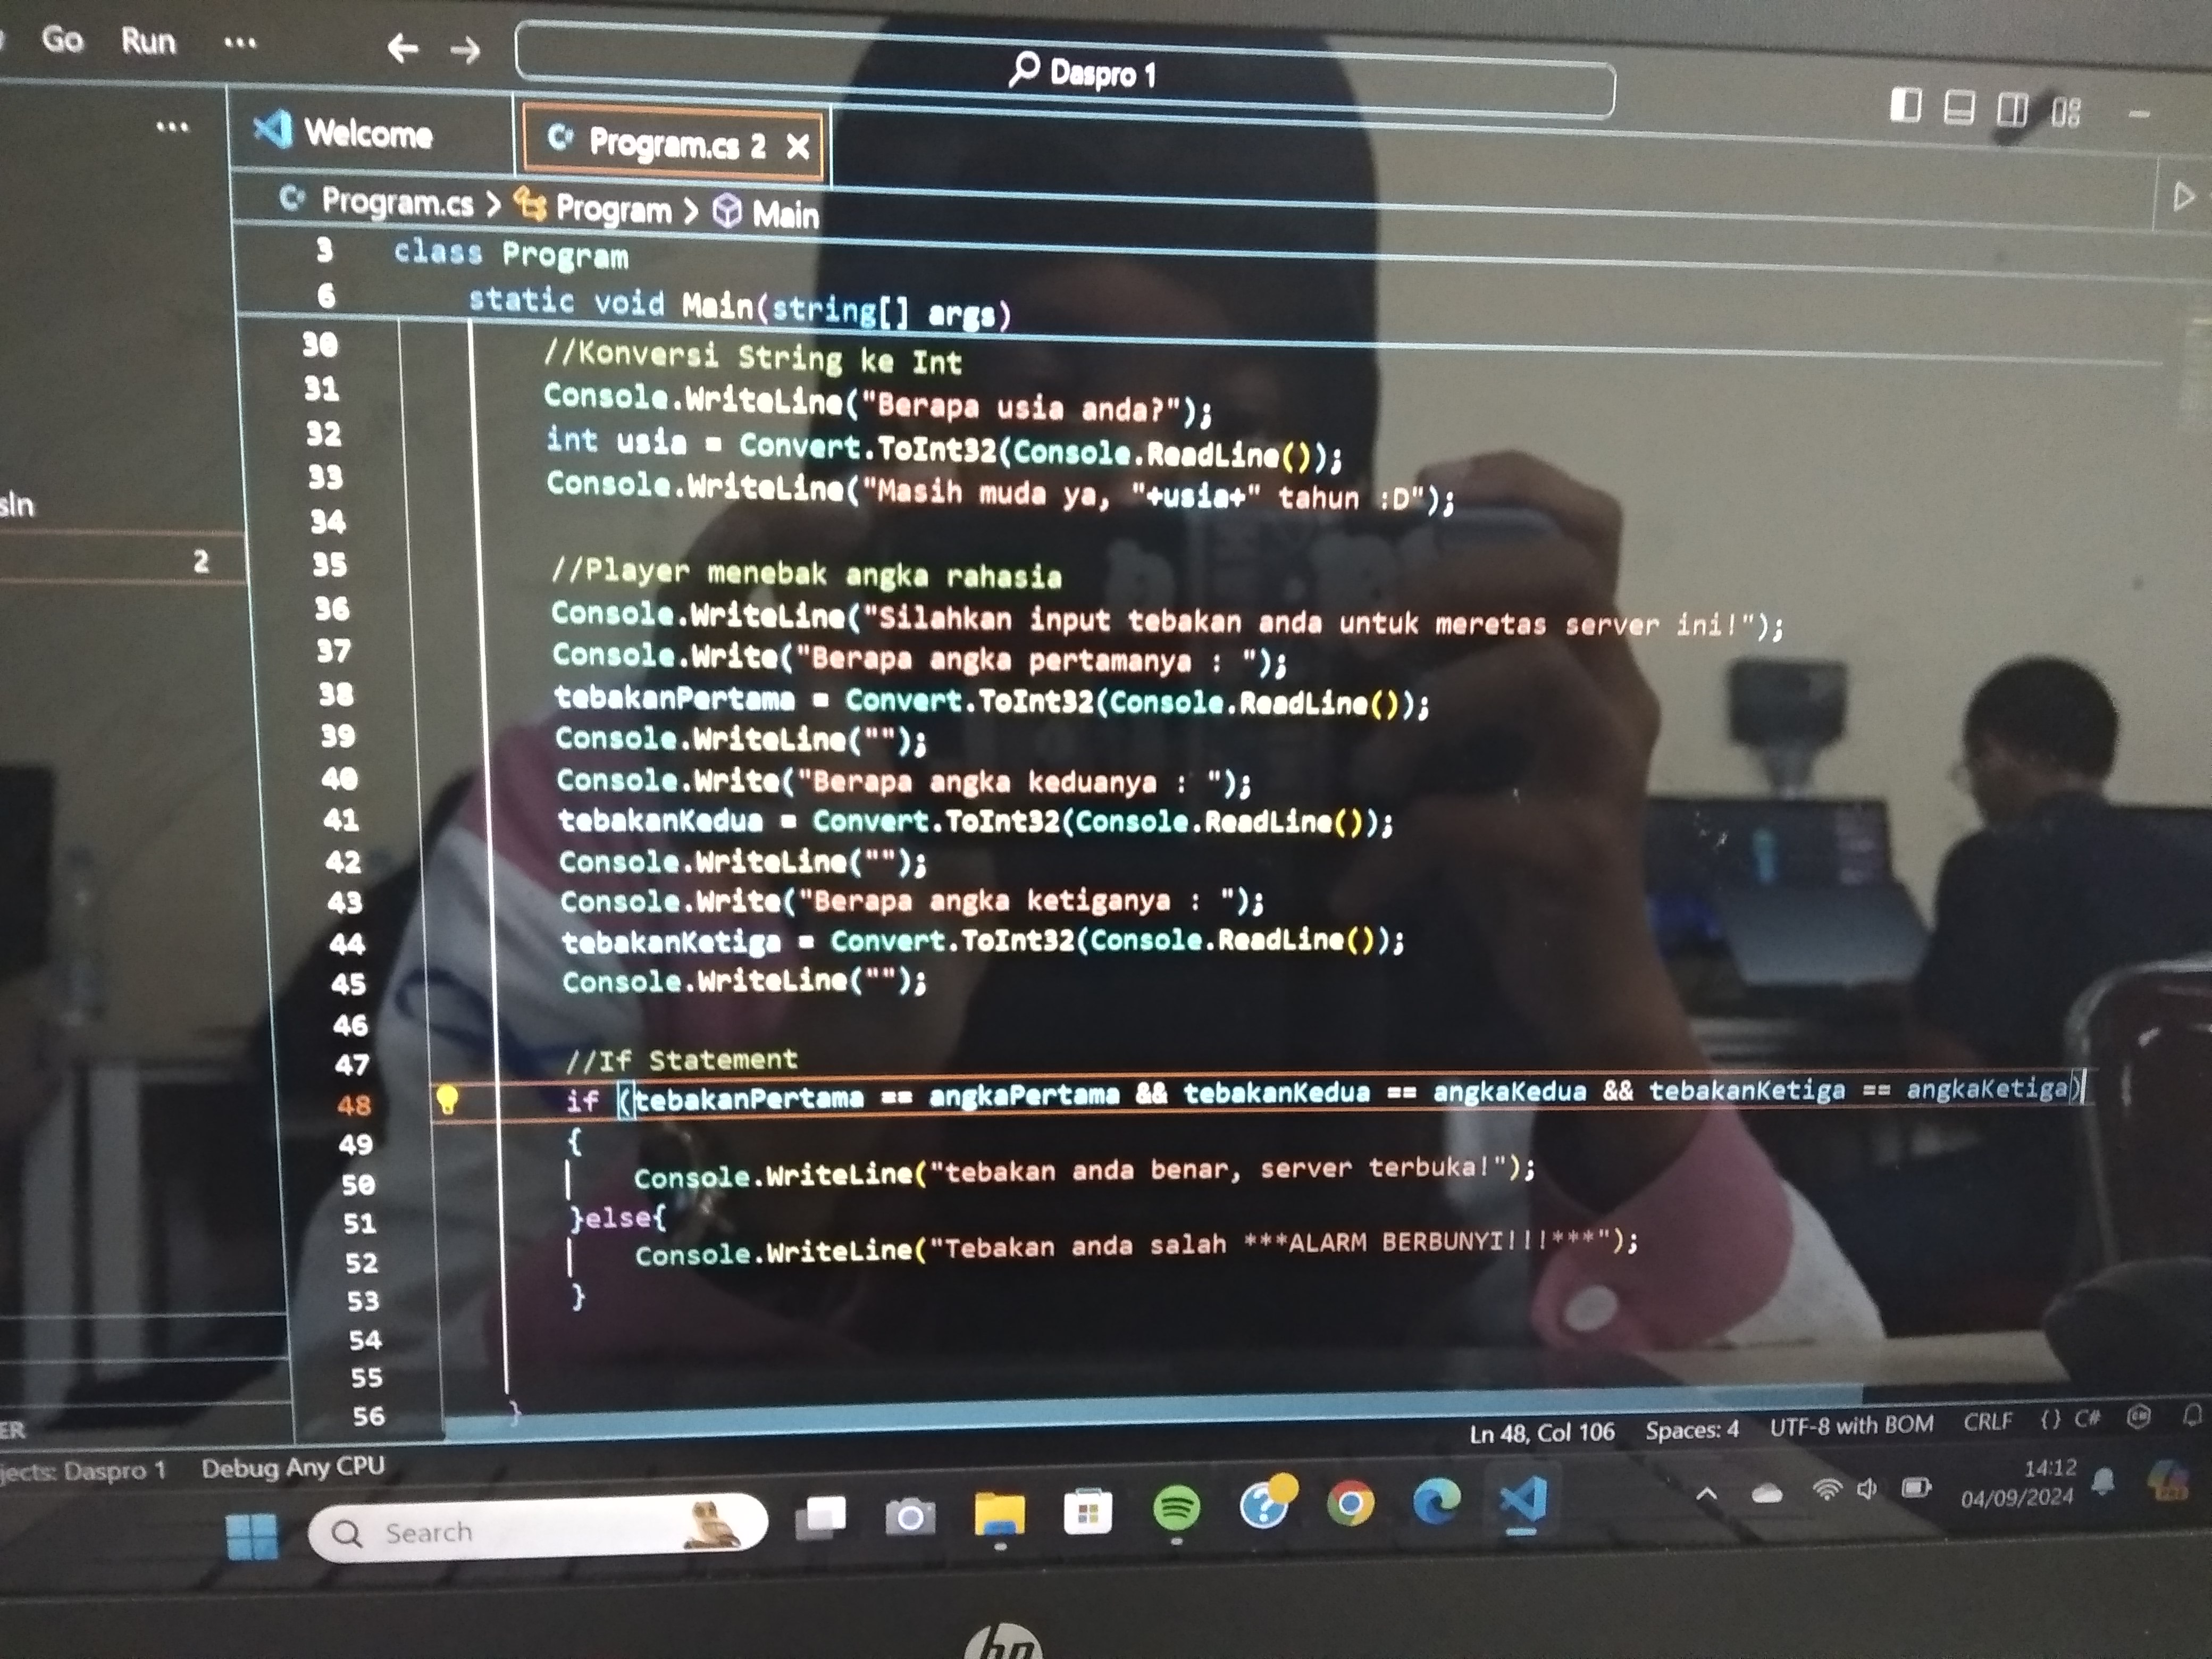 Go Run ...
Daspro 1
Welcome
Program.cs 2
Program.cs > Program > Main
3 class Program
6 static void Main(string[] args)
30 //Konversi String ke Int
31 Console.WriteLine("Berapa usia anda?");
32 int usia = Convert.ToInt32(Console.ReadLine());
33 Console.WriteLine("Masih muda ya, "+usia+" tahun :D");
34
35 //Player menebak angka rahasia
36 Console.WriteLine("Silahkan input tebakan anda untuk meretas server ini!");
37 Console.Write("Berapa angka pertamanya : ");
38 tebakanPertama = Convert.ToInt32(Console.ReadLine());
39 Console.WriteLine("");
40 Console.Write("Berapa angka keduanya : ");
41 tebakanKedua = Convert.ToInt32(Console.ReadLine());
42 Console.WriteLine("");
43 Console.Write("Berapa angka ketiganya : ");
44 tebakanKetiga = Convert.ToInt32(Console.ReadLine());
45 Console.WriteLine("");
46
47 //If Statement
48 if (tebakanPertama == angkaPertama && tebakanKedua == angkaKedua && tebakanKetiga == angkaKetiga)
49 {
50 Console.WriteLine("tebakan anda benar, server terbuka!");
51 }else{
52 Console.WriteLine("Tebakan anda salah ***ALARM BERBUNYI!!!***");
53 }
54
55
56 }
sln
2
ER
Ln 48, Col 106 Spaces: 4 UTF-8 with BOM CRLF {} C#
jects: Daspro 1 Debug Any CPU
Search
14:12
04/09/2024
hp